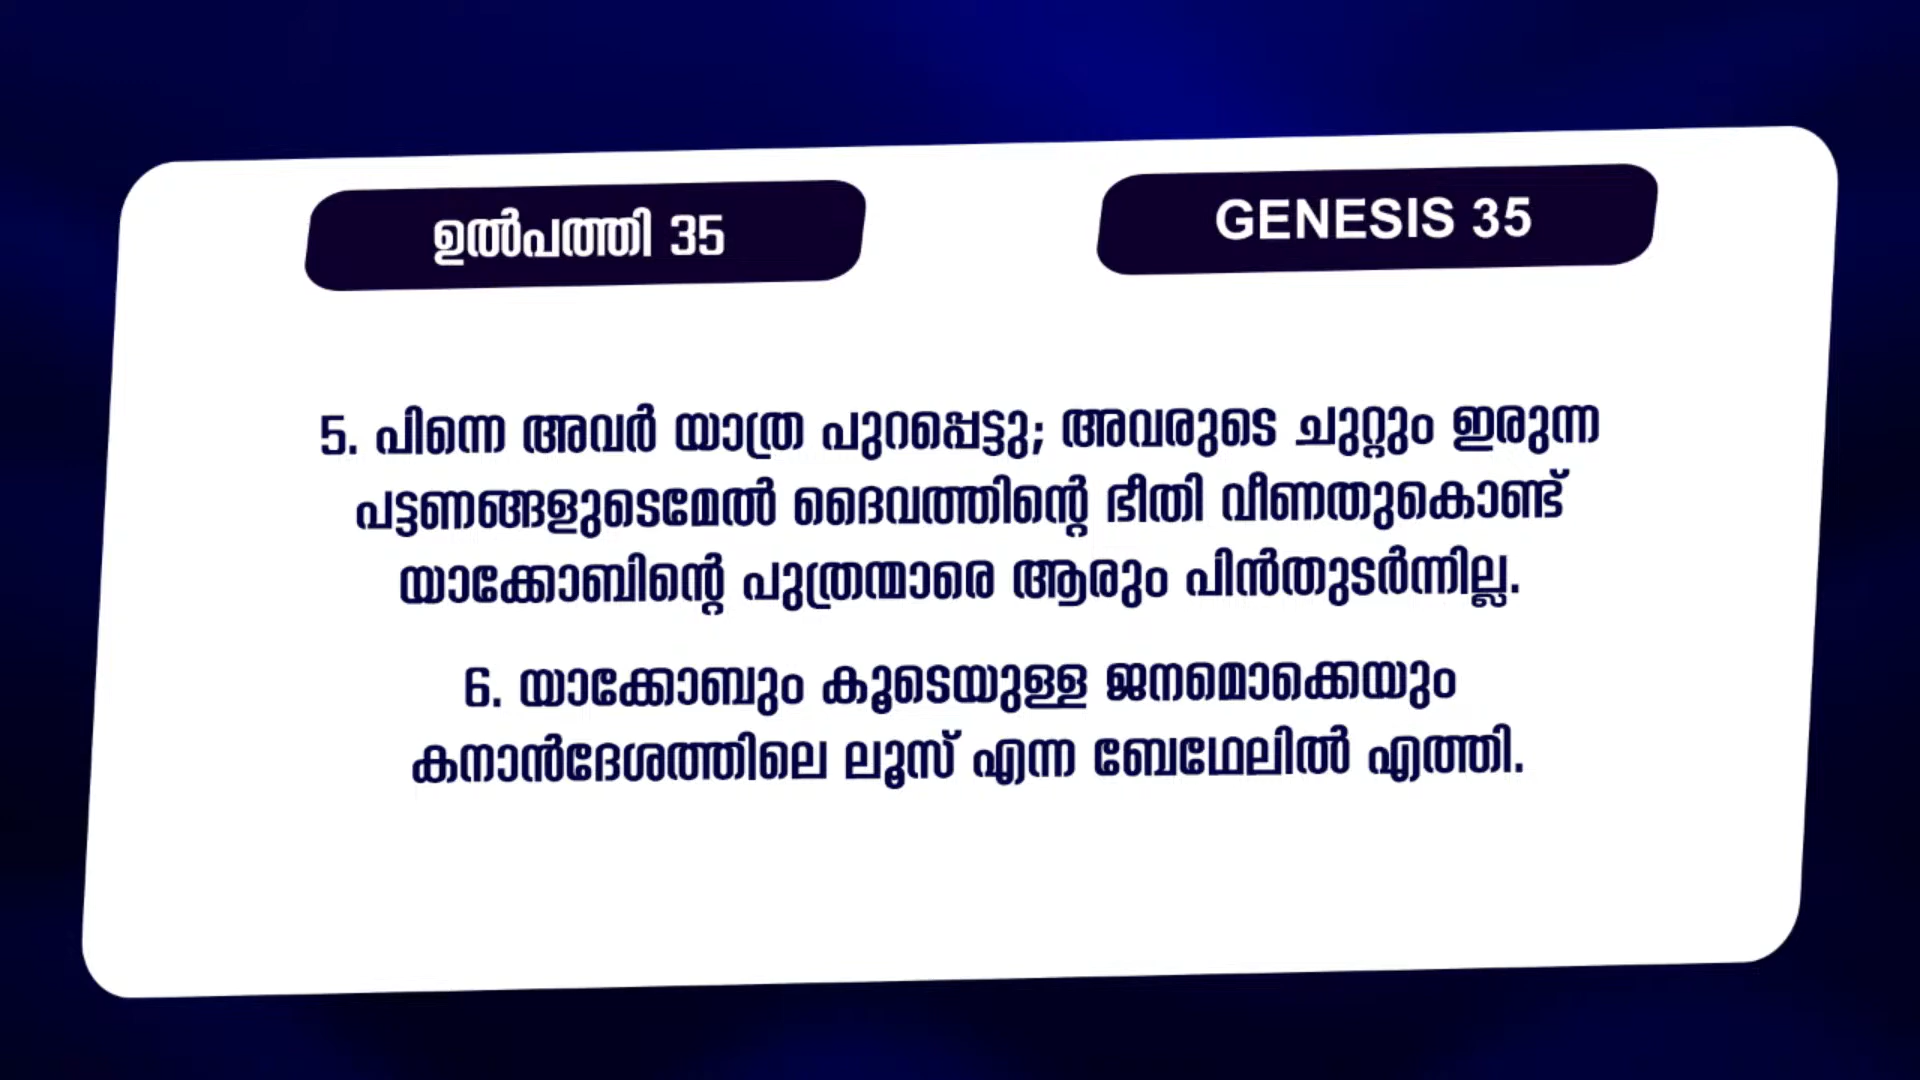 ഉൽപത്തി 35
GENESIS 35
5. പിന്നെ അവർ യാത്ര പുറപ്പെട്ടു; അവരുടെ ചുറ്റും ഇരുന്ന
പട്ടണങ്ങളുടെമേൽ ദൈവത്തിന്റെ ഭീതി വീണതുകൊണ്ട്
യാക്കോബിന്റെ പുത്രന്മാരെ ആരും പിൻതുടർന്നില്ല.
6. യാക്കോബും കൂടെയുള്ള ജനമൊക്കെയും
കനാൻദേശത്തിലെ ലൂസ് എന്ന ബേഥേലിൽ എത്തി.